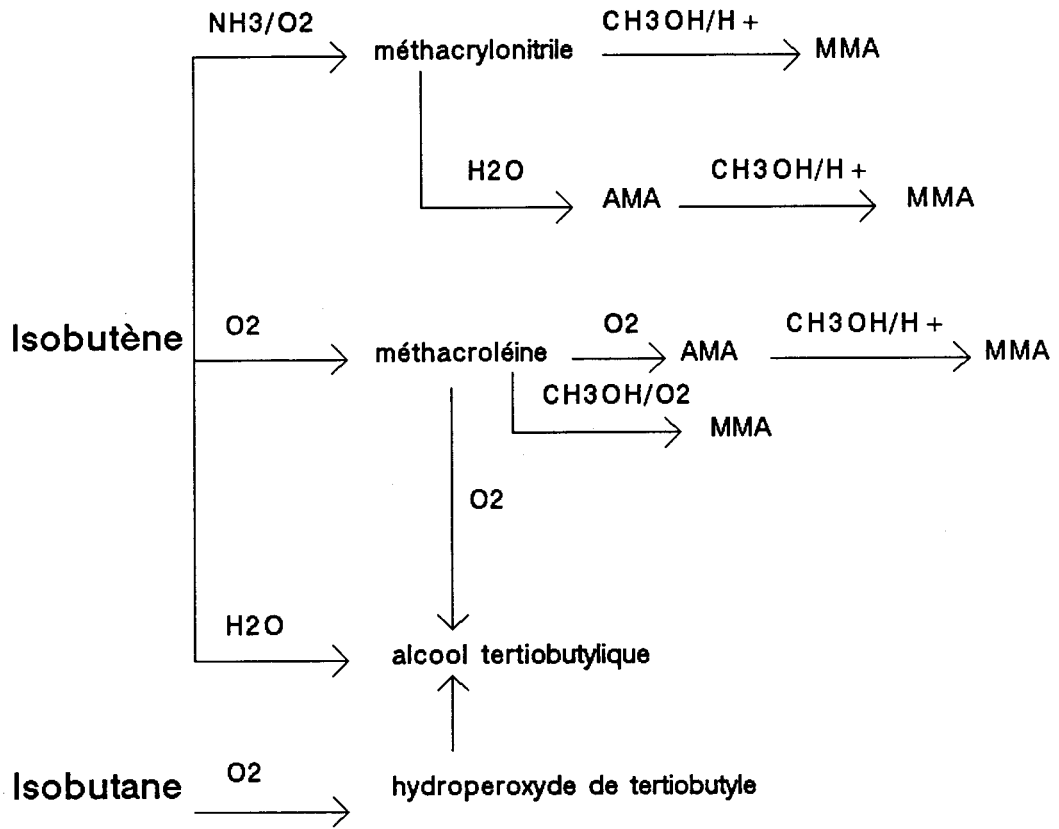 NH3/O2 CH3OH/H+
méthacrylonitrile MMA
H2O CH3OH/H+
AMA MMA
Isobutène O2 O2 CH3OH/H+
méthacroléine AMA MMA
CH3OH/O2
MMA
O2
H2O
alcool tertiobutylique
Isobutane O2 hydroperoxyde de tertiobutyle